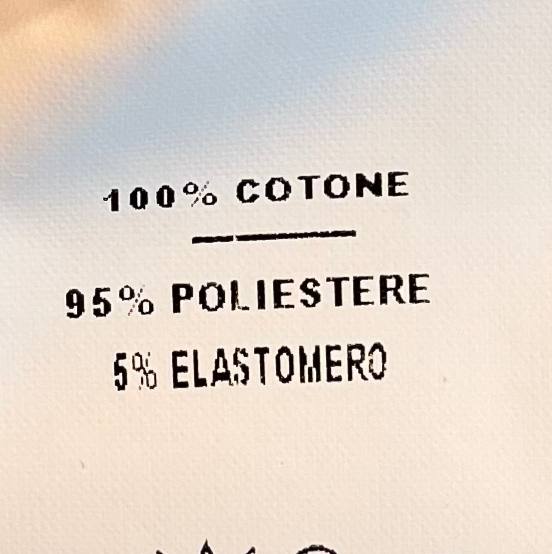 100% COTONE
95% POLIESTERE
5% ELASTOMERO